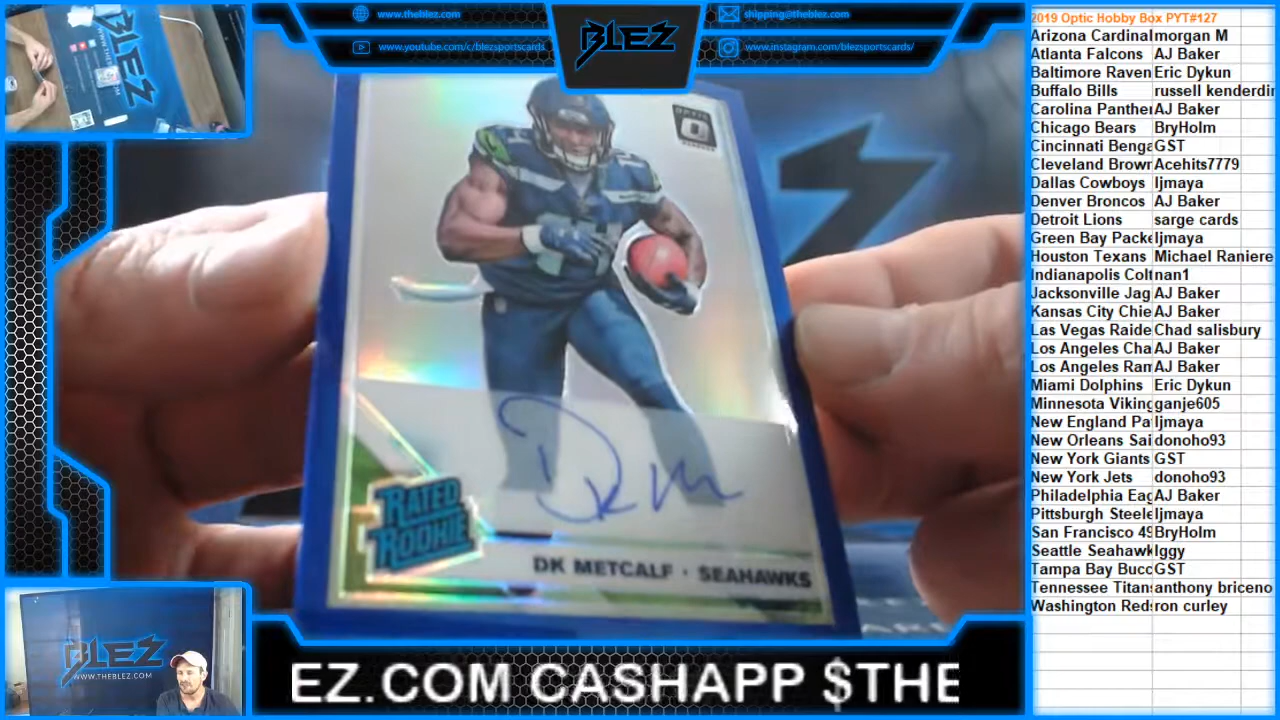 www.theblez.com
shipping@theblez.com
www.youtube.com/c/blezsportscards
www.instagram.com/blezsportscards/
BLEZ
BLEZ
DK METCALF · SEAHAWKS
RATED
ROOKIE
DKM
OPTIC
BLEZ
WWW.THEBLEZ.COM
EZ.COM CASHAPP $THE
2019 Optic Hobby Box PYT#127
Arizona Cardinal morgan M
Atlanta Falcons AJ Baker
Baltimore Raven Eric Dykun
Buffalo Bills russell kenderdin
Carolina Panthe AJ Baker
Chicago Bears BryHolm
Cincinnati Benga GST
Cleveland Brow Acehits7779
Dallas Cowboys ljmaya
Denver Broncos AJ Baker
Detroit Lions sarge cards
Green Bay Packe ljmaya
Houston Texans Michael Raniere
Indianapolis Colt nan1
Jacksonville Jag AJ Baker
Kansas City Chie AJ Baker
Las Vegas Raide Chad salisbury
Los Angeles Cha AJ Baker
Los Angeles Ram AJ Baker
Miami Dolphins Eric Dykun
Minnesota Viking ganje605
New England Pa ljmaya
New Orleans Sai donoho93
New York Giants GST
New York Jets donoho93
Philadelphia Eag AJ Baker
Pittsburgh Steele ljmaya
San Francisco 49 BryHolm
Seattle Seahawk Iggy
Tampa Bay Bucc GST
Tennessee Titans anthony briceno
Washington Reds ron curley